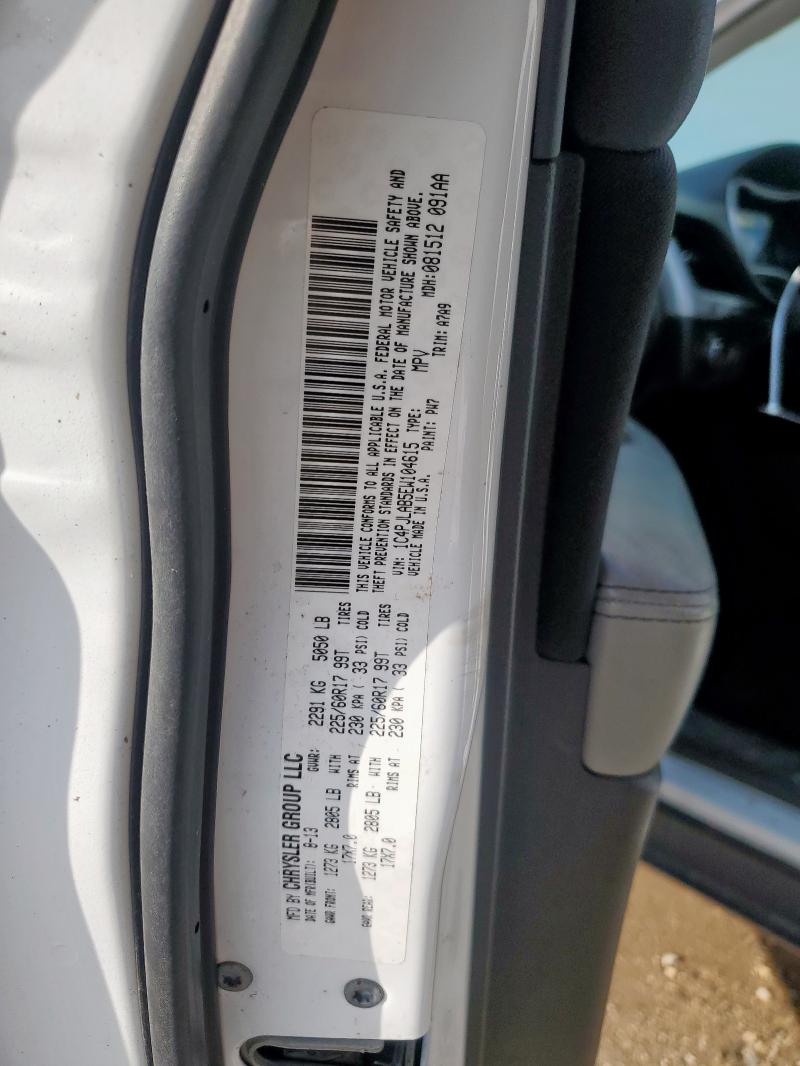 MFD BY CHRYSLER GROUP LLC
DATE OF MFR(BUILT): 8-13 GVWR: 2291 KG 5050 LB
GAWR FRONT: 1273 KG 2805 LB WITH 225/60R17 99T TIRES
17X7.0 RIMS AT 230 KPA ( 33 PSI) COLD
GAWR REAR: 1273 KG 2805 LB WITH 225/60R17 99T TIRES
17X7.0 RIMS AT 230 KPA ( 33 PSI) COLD
THIS VEHICLE CONFORMS TO ALL APPLICABLE U.S.A. FEDERAL MOTOR VEHICLE SAFETY AND
THEFT PREVENTION STANDARDS IN EFFECT ON THE DATE OF MANUFACTURE SHOWN ABOVE.
VIN: 1C4PJLAB5EW104615 TYPE: MPV MDH:081512 091AA
VEHICLE MADE IN U.S.A. PAINT: PW7 TRIM: A7A9